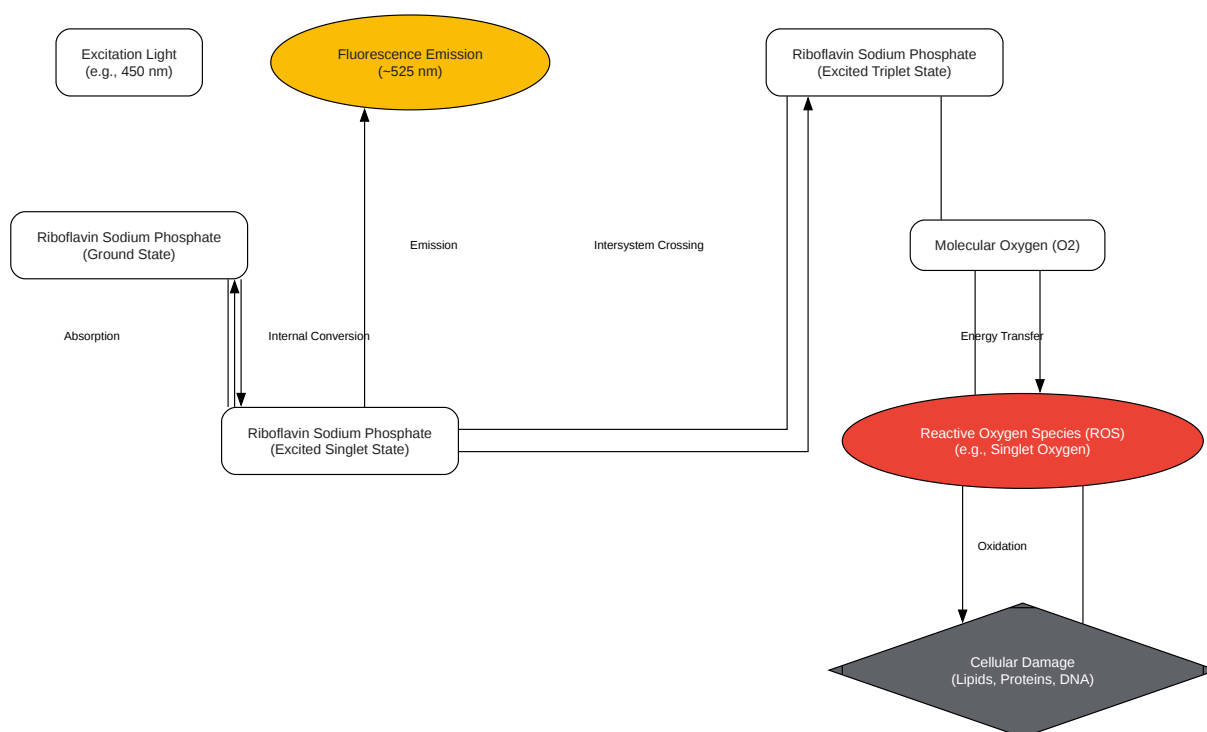 Excitation Light
(e.g., 450 nm)
Fluorescence Emission
(~525 nm)
Riboflavin Sodium Phosphate
(Excited Triplet State)
Riboflavin Sodium Phosphate
(Ground State)
Emission
Intersystem Crossing
Molecular Oxygen (O2)
Absorption
Internal Conversion
Energy Transfer
Riboflavin Sodium Phosphate
(Excited Singlet State)
Reactive Oxygen Species (ROS)
(e.g., Singlet Oxygen)
Oxidation
Cellular Damage
(Lipids, Proteins, DNA)